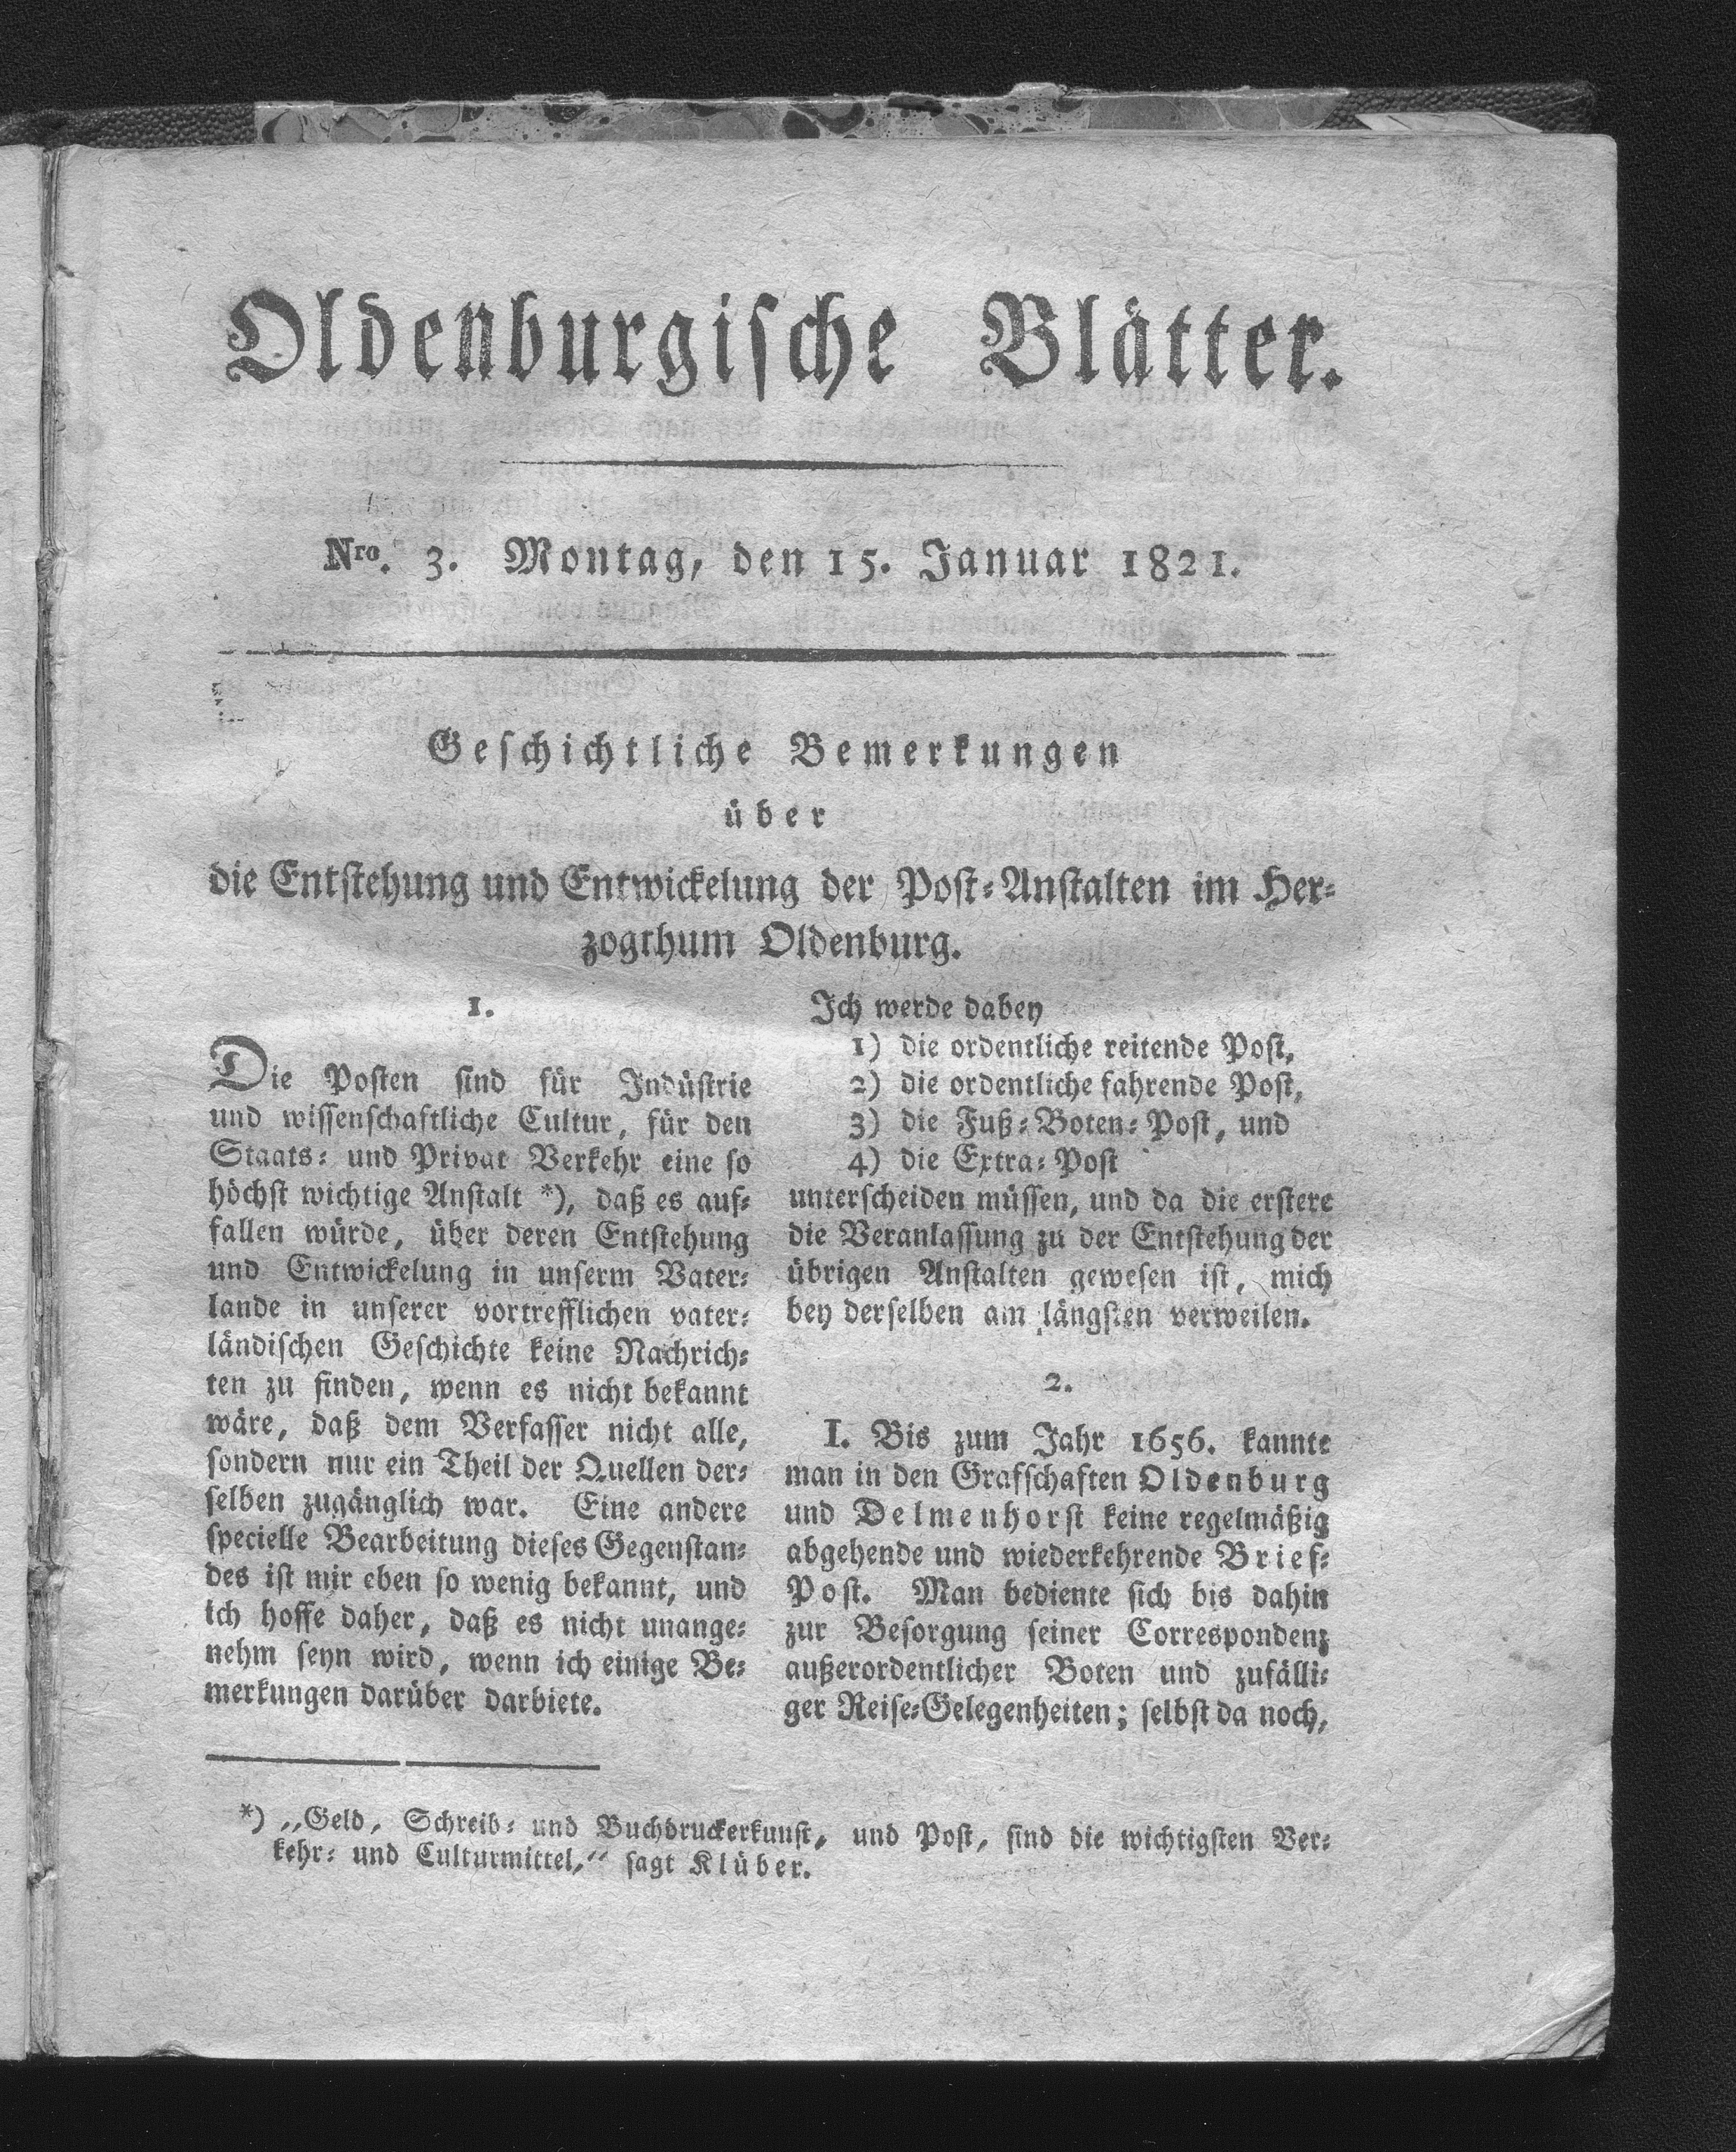 Oldenburgische Blätter.
Nro. 3. Montag, den 15. Januar 1821.
Geschichtliche Bemerkungen
über
die Entstehung und Entwickelung der Post-Anstalten im Her-
zogthum Oldenburg.
1.
Die Posten sind für Indüstrie
und wissenschaftliche Cultur, für den
Staats- und Privat Verkehr eine so
höchst wichtige Anstalt *), daß es auf-
fallen würde, über deren Entstehung
und Entwickelung in unserm Vater-
lande in unserer vortrefflichen vater-
ländischen Geschichte keine Nachrich-
ten zu finden, wenn es nicht bekannt
wäre, daß dem Verfasser nicht alle,
sondern nur ein Theil der Quellen der-
selben zugänglich war. Eine andere
specielle Bearbeitung dieses Gegenstan-
des ist mir eben so wenig bekannt, und
ich hoffe daher, daß es nicht unange-
nehm seyn wird, wenn ich einige Be-
merkungen darüber darbiete.
Ich werde dabey
1) die ordentliche reitende Post,
2) die ordentliche fahrende Post,
3) die Fuß-Boten-Post, und
4) die Extra-Post
unterscheiden müssen, und da die erstere
die Veranlassung zu der Entstehung der
übrigen Anstalten gewesen ist, mich
bey derselben am längsten verweilen.
2.
I. Bis zum Jahr 1656. kannte
man in den Grafschaften Oldenburg
und Delmenhorst keine regelmäßig
abgehende und wiederkehrende Brief-
Post. Man bediente sich bis dahin
zur Besorgung seiner Correspondenz
außerordentlicher Boten und zufälli-
ger Reise-Gelegenheiten; selbst da noch,
*) „Geld, Schreib- und Buchdruckerkunst, und Post, sind die wichtigsten Ver-
kehr- und Culturmittel,“ sagt Klüber.